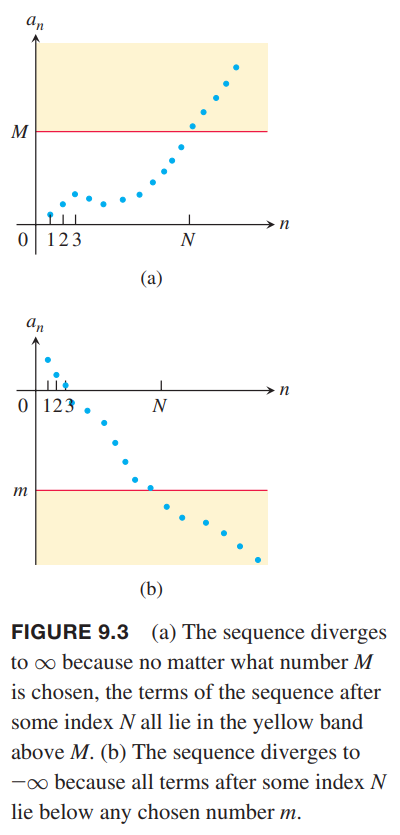 aₙ
M
0 1 2 3 N n
(a)
aₙ
0 1 2 3 N n
m
(b)
FIGURE 9.3 (a) The sequence diverges
to ∞ because no matter what number M
is chosen, the terms of the sequence after
some index N all lie in the yellow band
above M. (b) The sequence diverges to
−∞ because all terms after some index N
lie below any chosen number m.